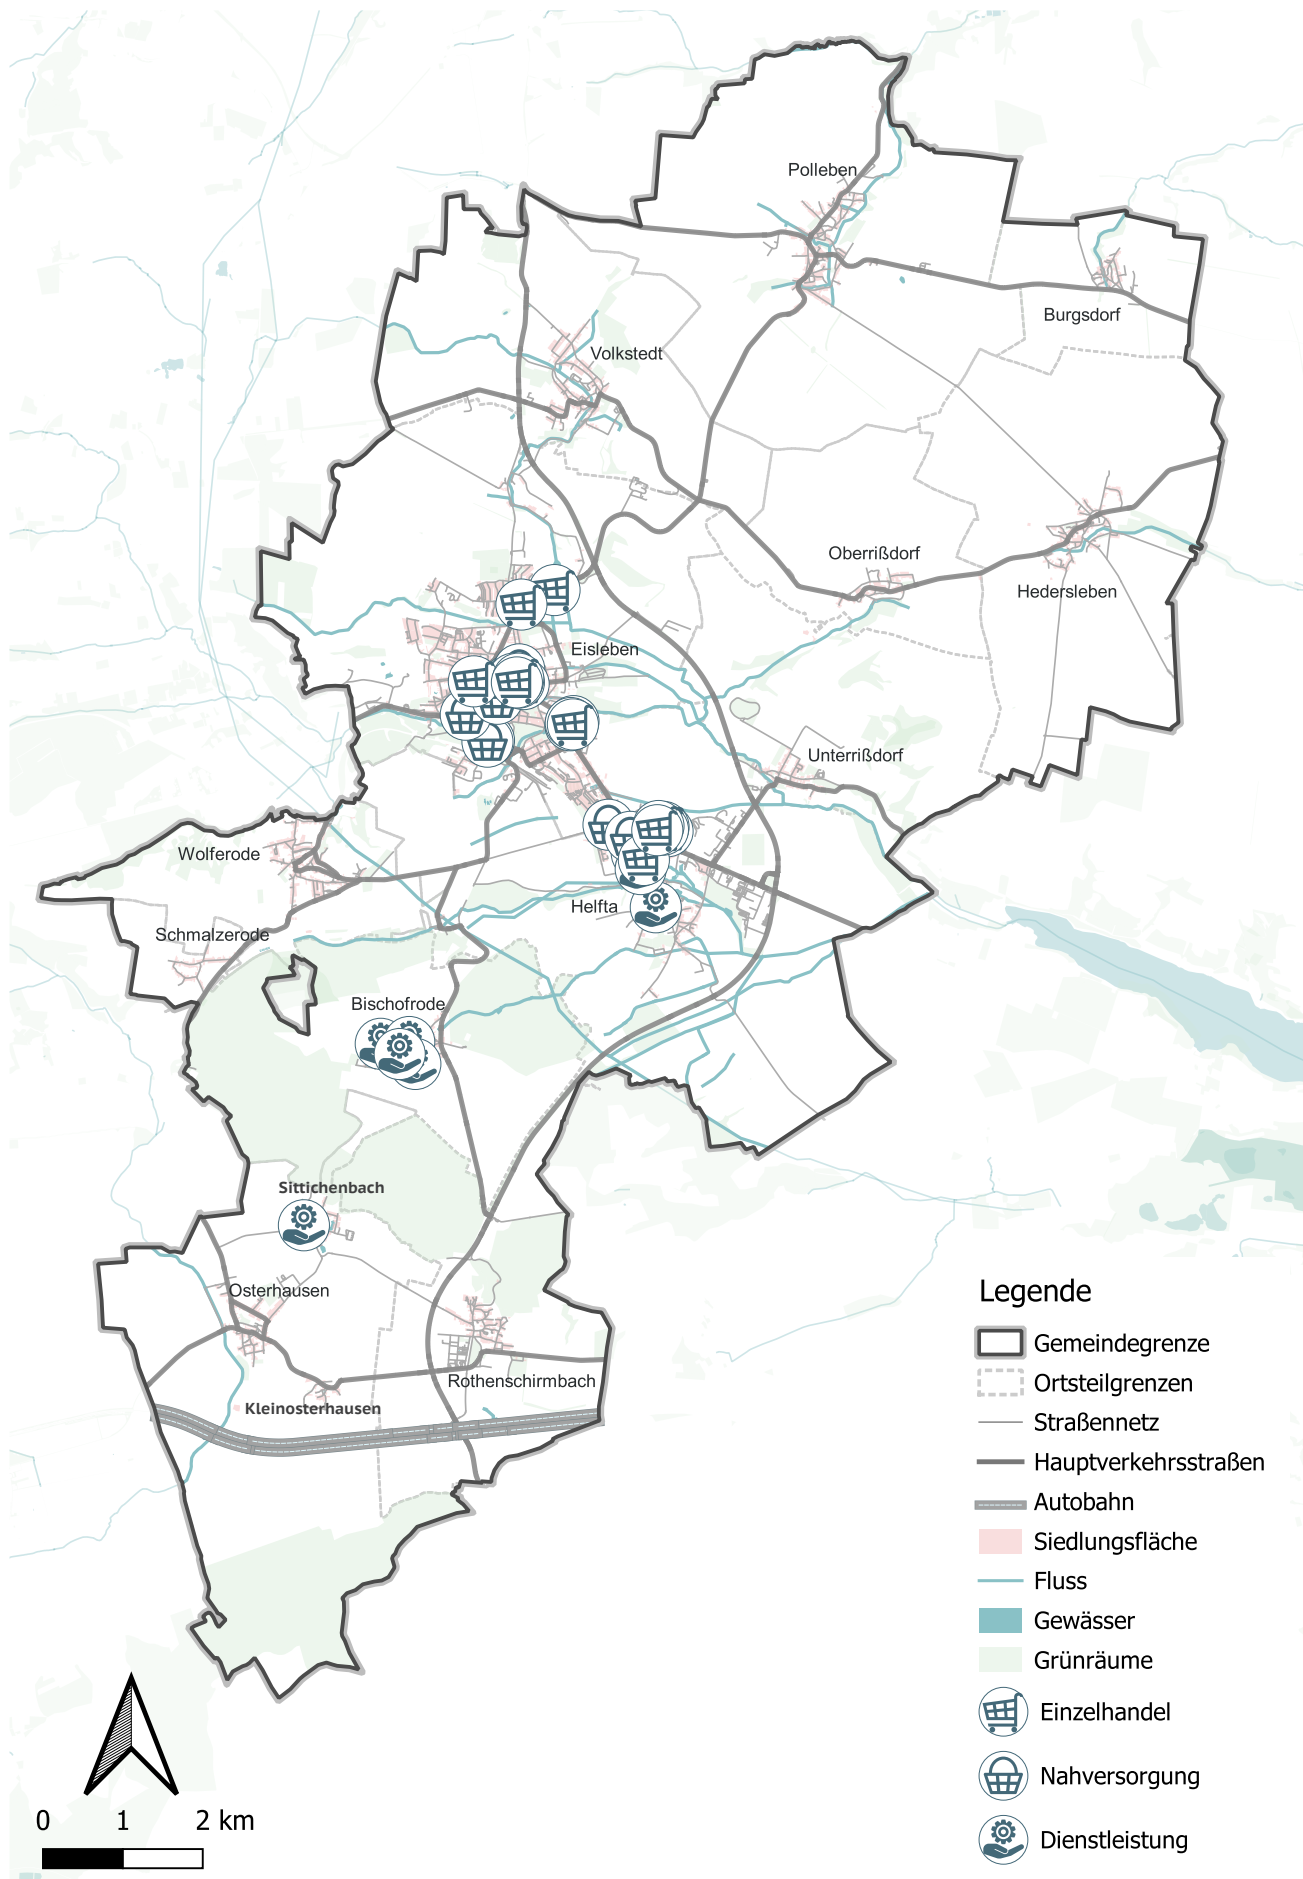 Polleben
Burgsdorf
Volkstedt
Oberrißdorf
Hedersleben
Eisleben
Unterrißdorf
Wolferode
Helfta
Schmalzerode
Bischofrode
Sittichenbach
Osterhausen
Rothenschirmbach
Kleinosterhausen
Legende
Gemeindegrenze
Ortsteilgrenzen
Straßennetz
Hauptverkehrsstraßen
Autobahn
Siedlungsfläche
Fluss
Gewässer
Grünräume
Einzelhandel
Nahversorgung
Dienstleistung
0 1 2 km